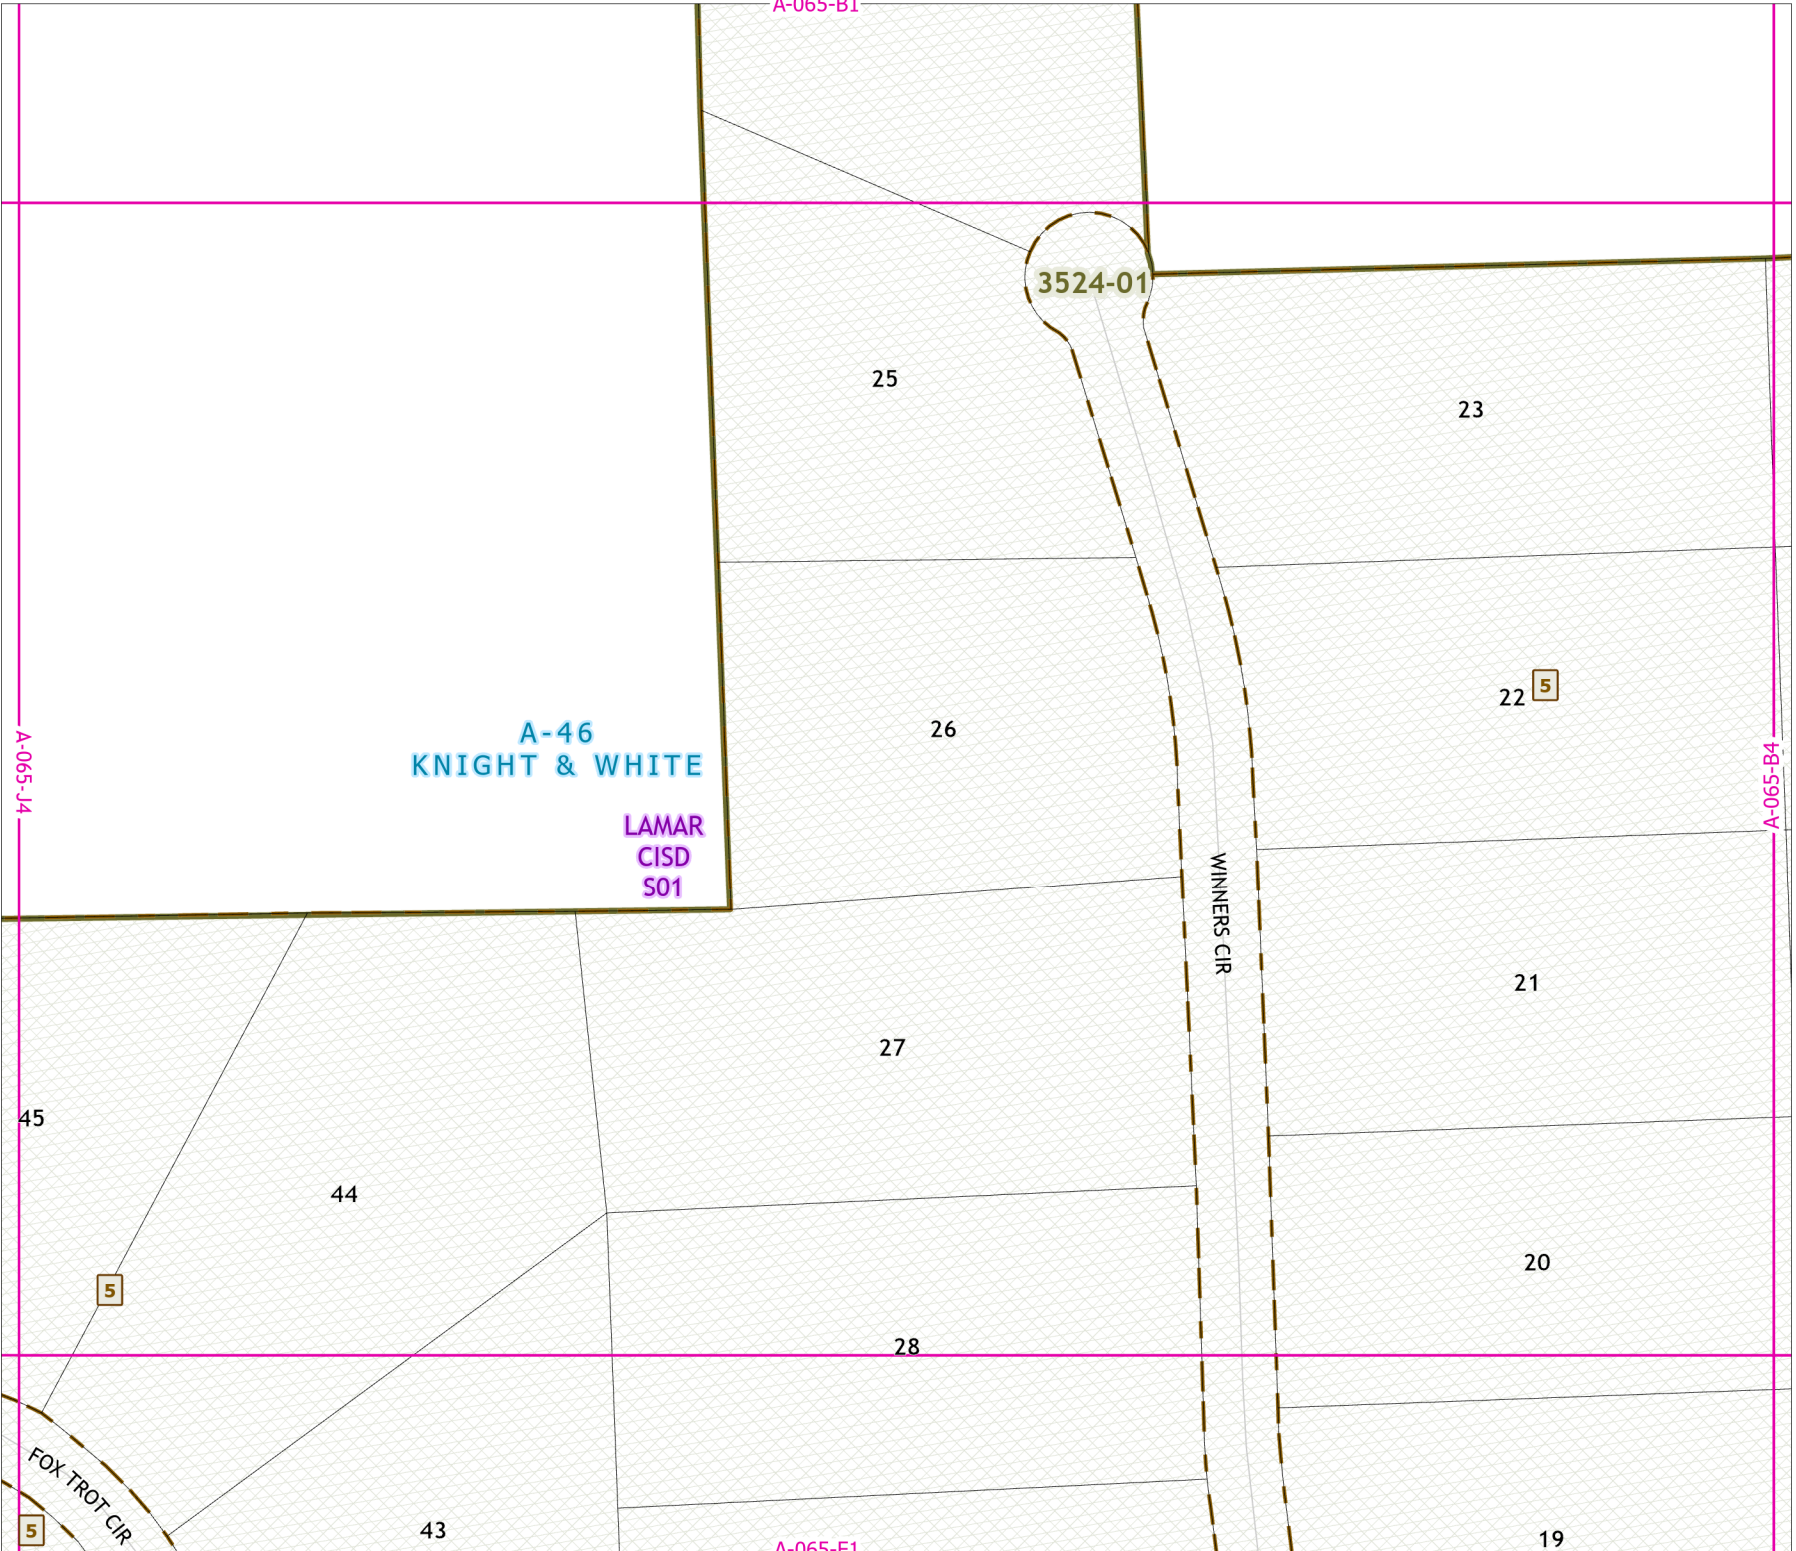 A-065-B1
3524-01
25
23
22
5
26
A-46
KNIGHT & WHITE
A-065-J4
A-065-B4
LAMAR
CISD
S01
WINNERS CIR
21
27
45
44
5
20
28
FOX TROT CIR
5
43
19
A-065-F1